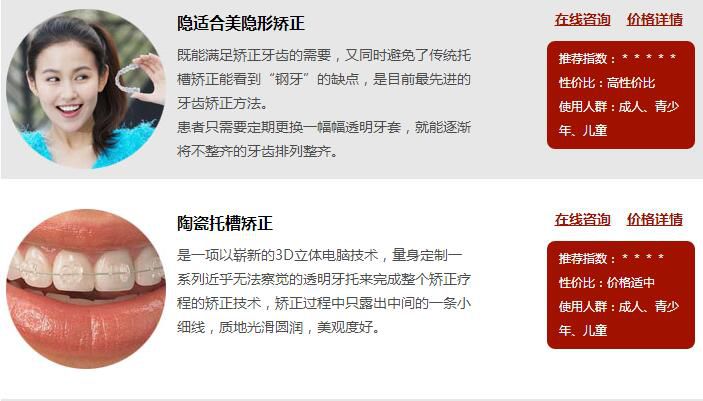 隐适合美隐形矫正
在线咨询 价格详情
既能满足矫正牙齿的需要，又同时避免了传统托
槽矫正能看到“钢牙”的缺点，是目前最先进的
牙齿矫正方法。
患者只需要定期更换一幅幅透明牙套，就能逐渐
将不整齐的牙齿排列整齐。
推荐指数：＊＊＊＊＊
性价比：高性价比
使用人群：成人、青少
年、儿童
陶瓷托槽矫正
在线咨询 价格详情
是一项以崭新的3D立体电脑技术，量身定制一
系列近乎无法察觉的透明牙托来完成整个矫正疗
程的矫正技术，矫正过程中只露出中间的一条小
细线，质地光滑圆润，美观度好。
推荐指数：＊＊＊＊
性价比：价格适中
使用人群：成人、青少
年、儿童